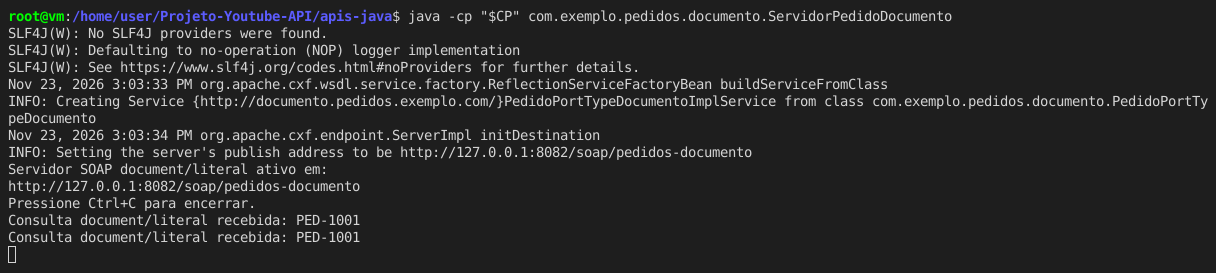 root@vm:/home/user/Projeto-Youtube-API/apis-java$ java -cp "$CP" com.exemplo.pedidos.documento.ServidorPedidoDocumento
SLF4J(W): No SLF4J providers were found.
SLF4J(W): Defaulting to no-operation (NOP) logger implementation
SLF4J(W): See https://www.slf4j.org/codes.html#noProviders for further details.
Nov 23, 2026 3:03:33 PM org.apache.cxf.wsdl.service.factory.ReflectionServiceFactoryBean buildServiceFromClass
INFO: Creating Service {http://documento.pedidos.exemplo.com/}PedidoPortTypeDocumentoImplService from class com.exemplo.pedidos.documento.PedidoPortTy
peDocumento
Nov 23, 2026 3:03:34 PM org.apache.cxf.endpoint.ServerImpl initDestination
INFO: Setting the server's publish address to be http://127.0.0.1:8082/soap/pedidos-documento
Servidor SOAP document/literal ativo em:
http://127.0.0.1:8082/soap/pedidos-documento
Pressione Ctrl+C para encerrar.
Consulta document/literal recebida: PED-1001
Consulta document/literal recebida: PED-1001